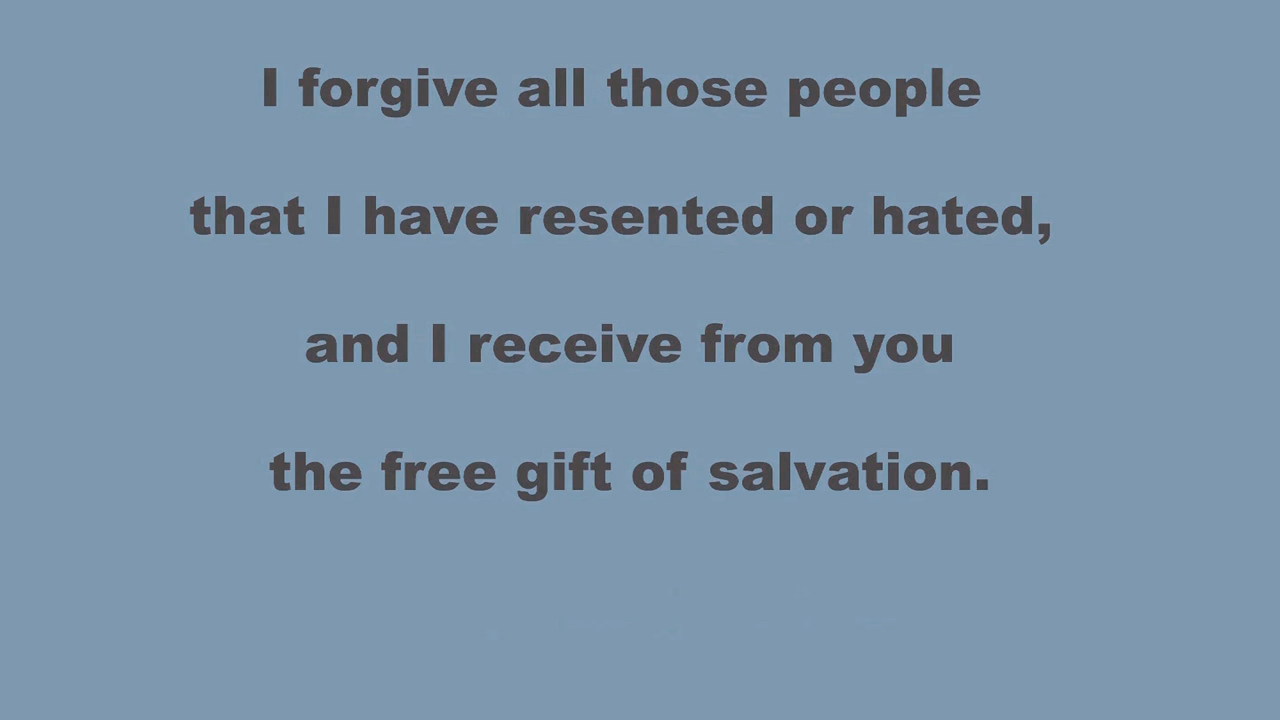 I forgive all those people
that I have resented or hated,
and I receive from you
the free gift of salvation.